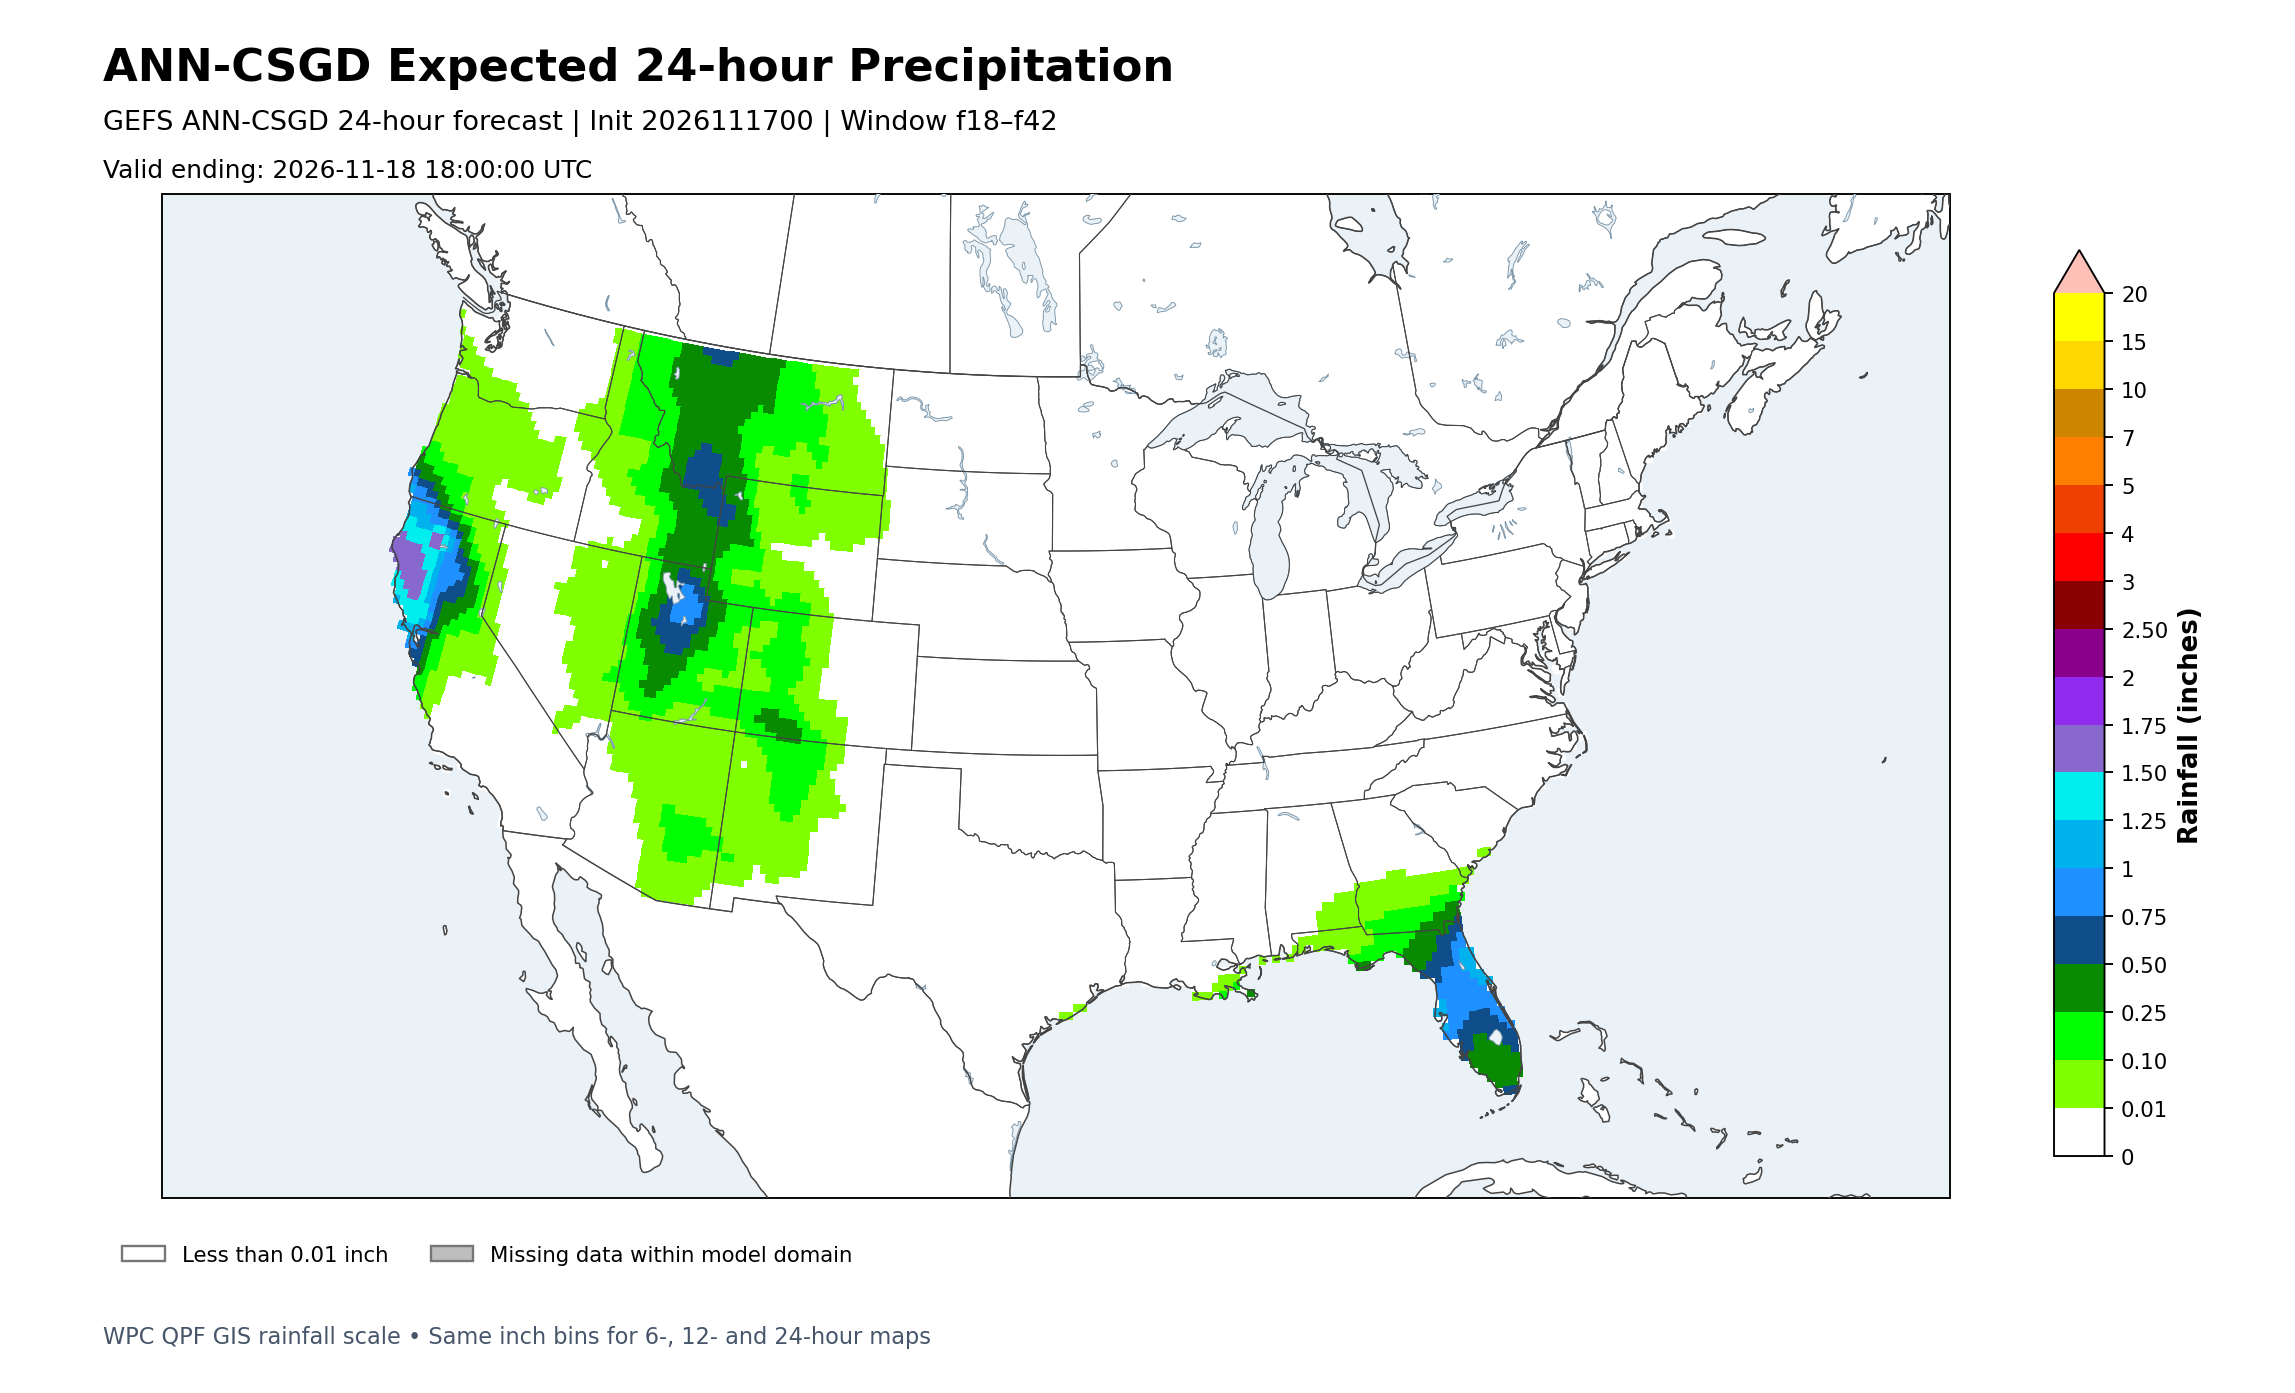 ANN-CSGD Expected 24-hour Precipitation
GEFS ANN-CSGD 24-hour forecast | Init 2026111700 | Window f18–f42
Valid ending: 2026-11-18 18:00:00 UTC
20
15
10
7
5
4
3
2.50
2
1.75
1.50
1.25
1
0.75
0.50
0.25
0.10
0.01
0
Rainfall (inches)
Less than 0.01 inch
Missing data within model domain
WPC QPF GIS rainfall scale • Same inch bins for 6-, 12- and 24-hour maps